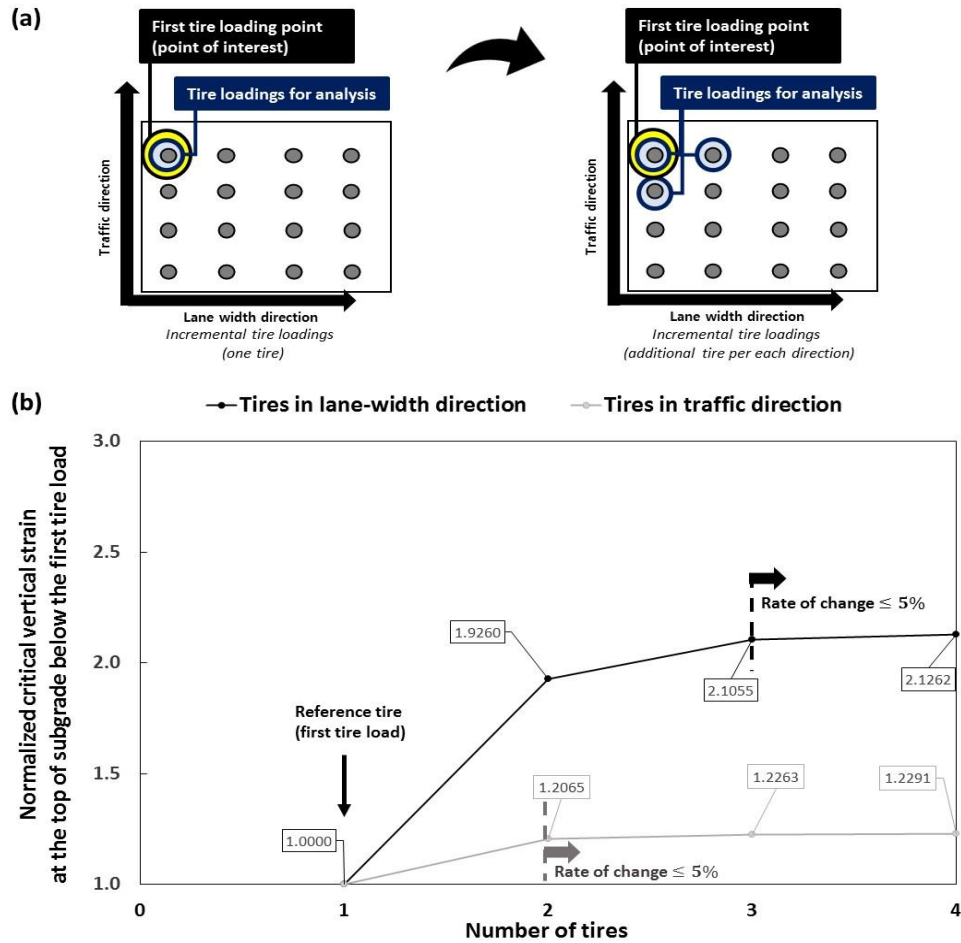 (a)
First tire loading point
(point of interest)
Tire loadings for analysis
Traffic direction
Lane width direction
Incremental tire loadings
(one tire)
First tire loading point
(point of interest)
Tire loadings for analysis
Traffic direction
Lane width direction
Incremental tire loadings
(additional tire per each direction)
(b)
Tires in lane-width direction
Tires in traffic direction
Normalized critical vertical strain
at the top of subgrade below the first tire load
3.0
2.5
2.0
1.5
1.0
Rate of change ≤ 5%
1.9260
2.1055
2.1262
Reference tire
(first tire load)
1.2065
1.2263
1.2291
1.0000
Rate of change ≤ 5%
0
1
2
3
4
Number of tires